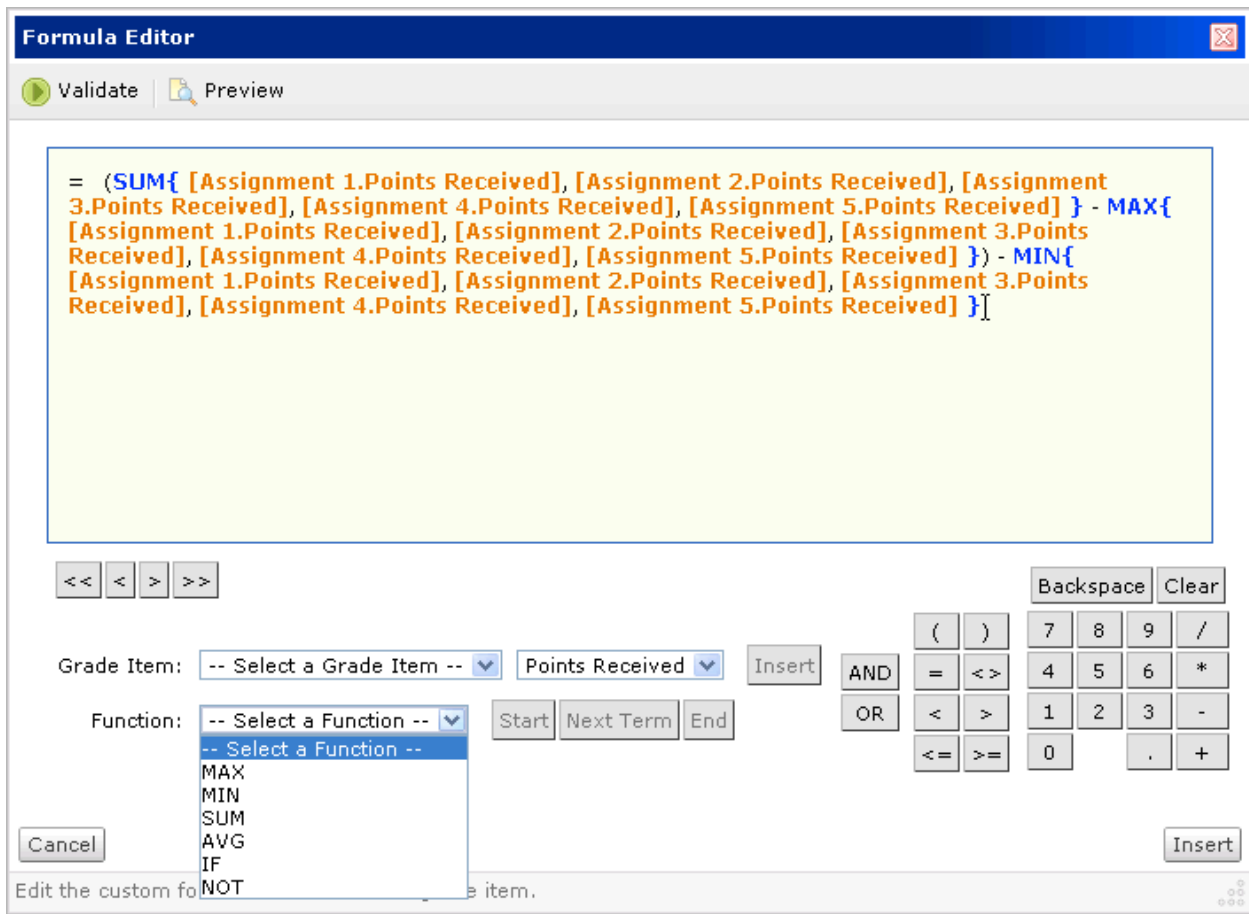 Formula Editor
Validate Preview
= (SUM{ [Assignment 1.Points Received], [Assignment 2.Points Received], [Assignment
3.Points Received], [Assignment 4.Points Received], [Assignment 5.Points Received] } - MAX{
[Assignment 1.Points Received], [Assignment 2.Points Received], [Assignment 3.Points
Received], [Assignment 4.Points Received], [Assignment 5.Points Received] }) - MIN{
[Assignment 1.Points Received], [Assignment 2.Points Received], [Assignment 3.Points
Received], [Assignment 4.Points Received], [Assignment 5.Points Received] }
<< < > >>
Backspace Clear
( ) 7 8 9 /
Grade Item: -- Select a Grade Item -- Points Received Insert
AND = <> 4 5 6 *
Function: -- Select a Function -- Start Next Term End
OR < > 1 2 3 -
<= >= 0 . +
-- Select a Function --
MAX
MIN
SUM
AVG
IF
NOT
Cancel Insert
Edit the custom fo e item.